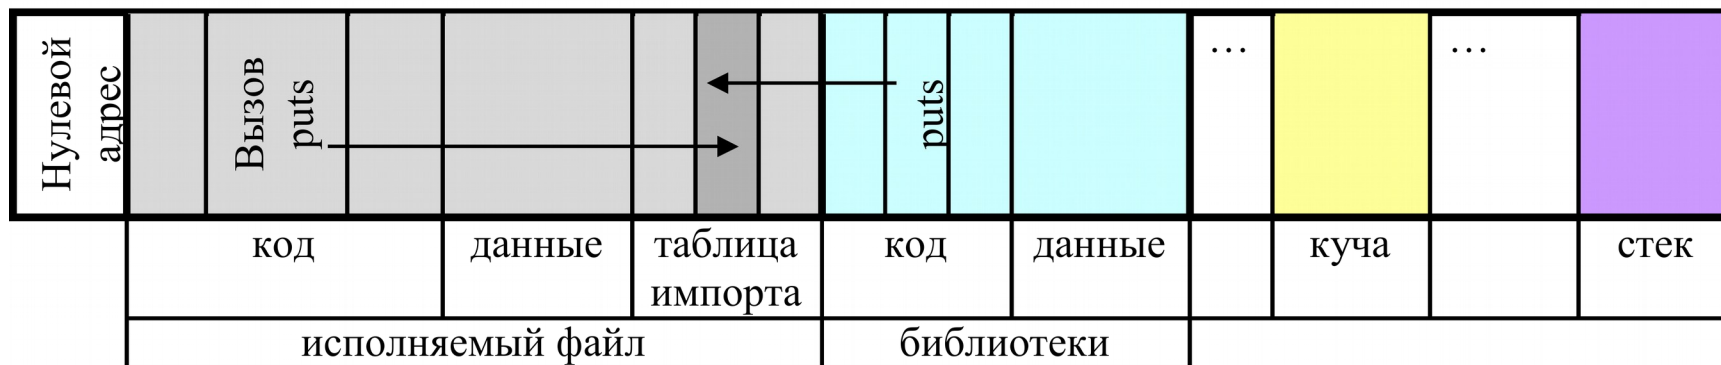 Нулевой
адрес
Вызов
puts
puts
...
...
код
данные
таблица
импорта
код
данные
куча
стек
исполняемый файл
библиотеки